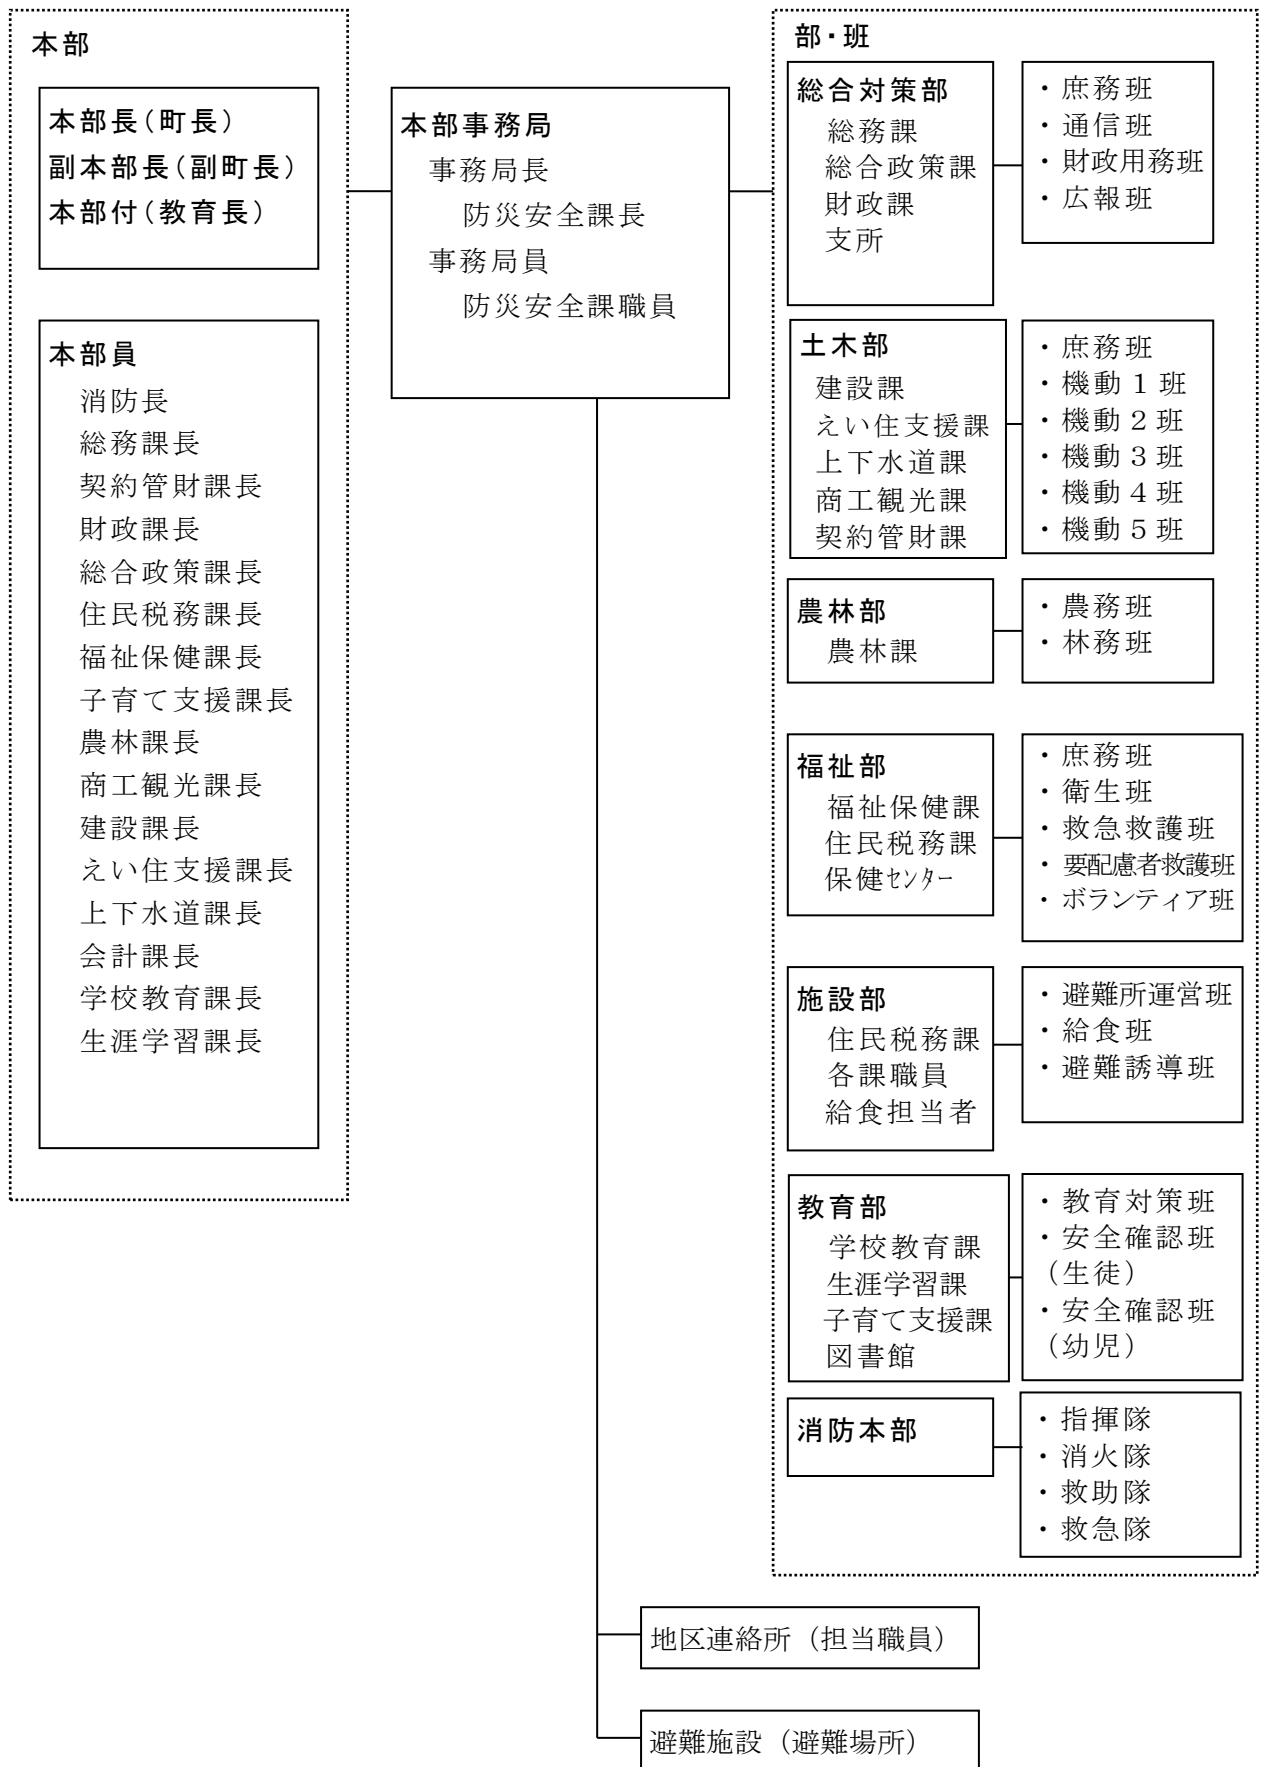 本部
本部長（町長）
副本部長（副町長）
本部付（教育長）
本部員
消防長
総務課長
契約管財課長
財政課長
総合政策課長
住民税務課長
福祉保健課長
子育て支援課長
農林課長
商工観光課長
建設課長
えい住支援課長
上下水道課長
会計課長
学校教育課長
生涯学習課長
本部事務局
事務局長
防災安全課長
事務局員
防災安全課職員
部・班
総合対策部
総務課
総合政策課
財政課
支所
・庶務班
・通信班
・財政用務班
・広報班
土木部
建設課
えい住支援課
上下水道課
商工観光課
契約管財課
・庶務班
・機動１班
・機動２班
・機動３班
・機動４班
・機動５班
農林部
農林課
・農務班
・林務班
福祉部
福祉保健課
住民税務課
保健ｾﾝﾀｰ
・庶務班
・衛生班
・救急救護班
・要配慮者救護班
・ボランティア班
施設部
住民税務課
各課職員
給食担当者
・避難所運営班
・給食班
・避難誘導班
教育部
学校教育課
生涯学習課
子育て支援課
図書館
・教育対策班
・安全確認班
（生徒）
・安全確認班
（幼児）
消防本部
・指揮隊
・消火隊
・救助隊
・救急隊
地区連絡所（担当職員）
避難施設（避難場所）